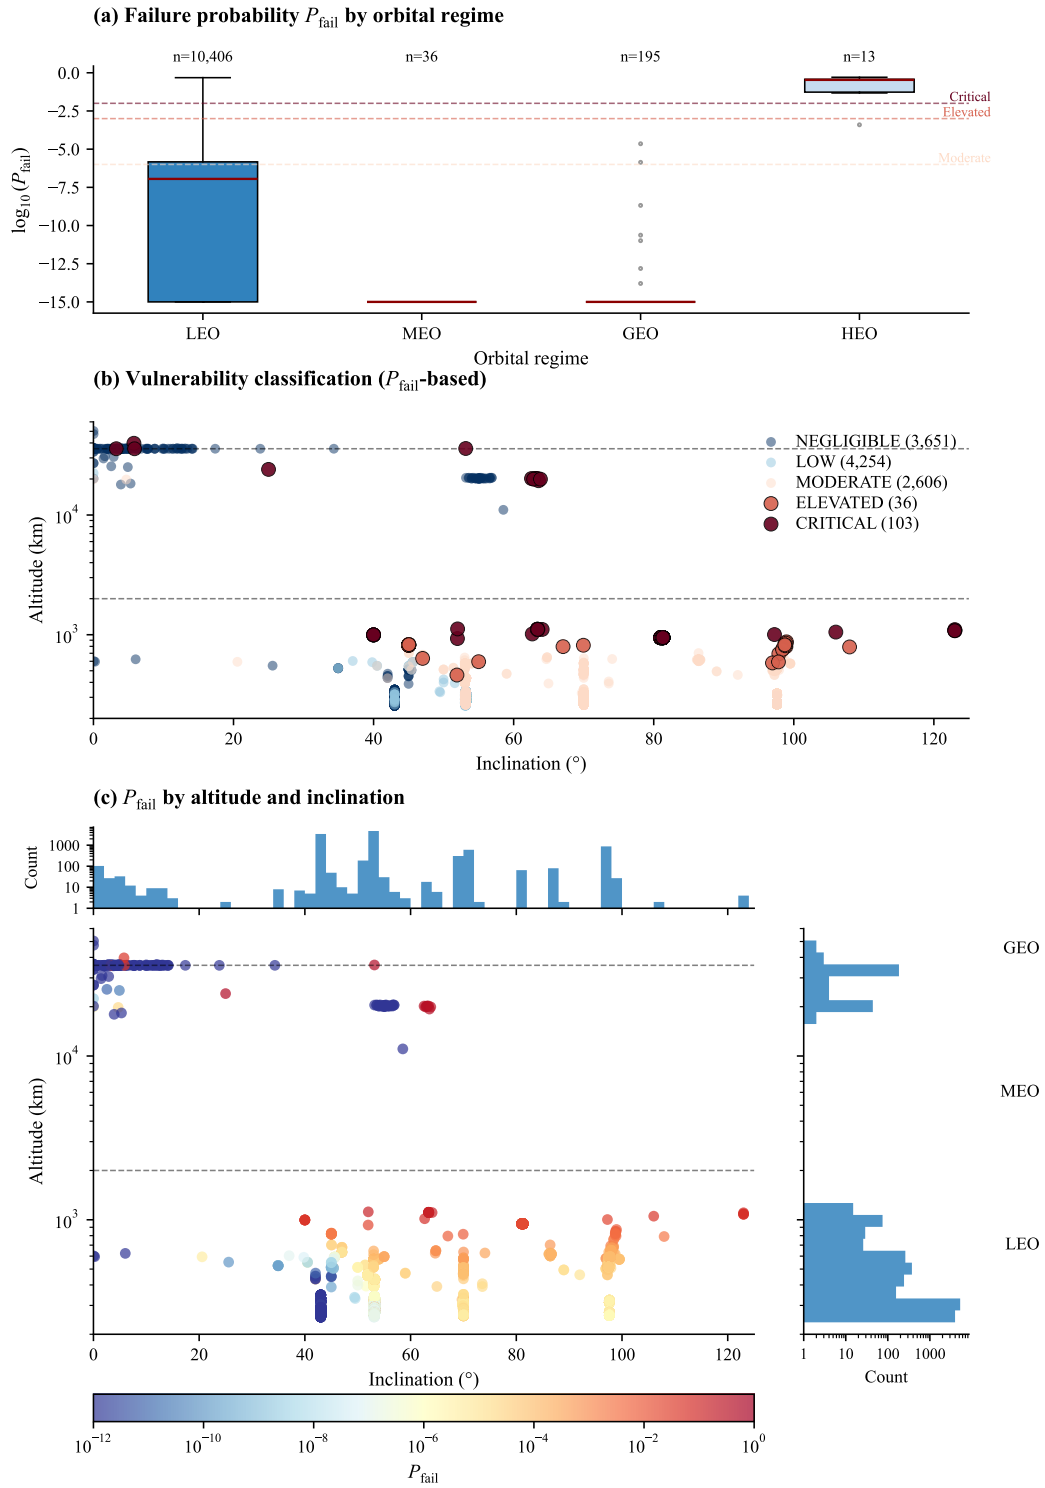 (a) Failure probability P_fail by orbital regime
n=10,406
n=36
n=195
n=13
0.0
−2.5
−5.0
−7.5
−10.0
−12.5
−15.0
log10(P_fail)
Critical
Elevated
Moderate
LEO
MEO
GEO
HEO
Orbital regime
(b) Vulnerability classification (P_fail-based)
NEGLIGIBLE (3,651)
LOW (4,254)
MODERATE (2,606)
ELEVATED (36)
CRITICAL (103)
10^4
10^3
Altitude (km)
0
20
40
60
80
100
120
Inclination (°)
(c) P_fail by altitude and inclination
1000
100
10
1
Count
10^4
10^3
Altitude (km)
GEO
MEO
LEO
0
20
40
60
80
100
120
Inclination (°)
1
10
100
1000
Count
10^−12
10^−10
10^−8
10^−6
10^−4
10^−2
10^0
P_fail